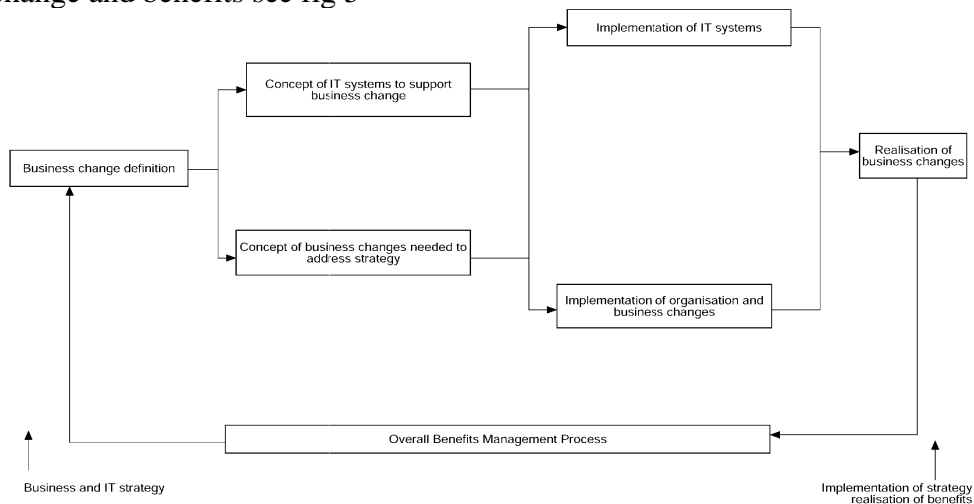 change and benefits see fig 3
Implementation of IT systems
Concept of IT systems to support
business change
Realisation of
business changes
Business change definition
Concept of business changes needed to
address strategy
Implementation of organisation and
business changes
Overall Benefits Management Process
Business and IT strategy
Implementation of strategy
realisation of benefits